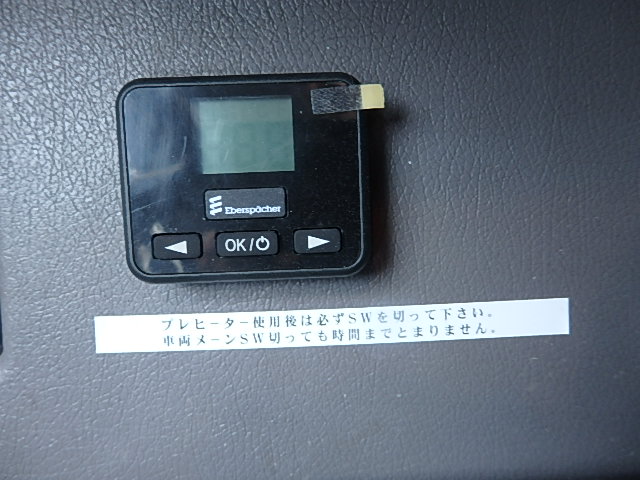 Eberspächer
OK/⏻
プレヒーター使用後は必ずSWを切って下さい。
車両メーンSW切っても時間までとまりません。